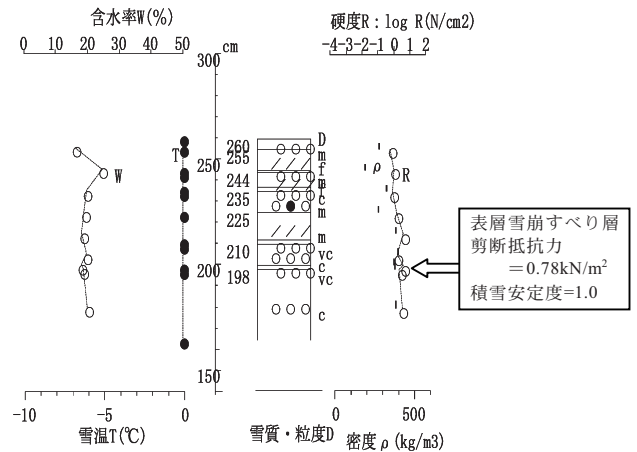 含水率W(%)
0 10 20 30 40 50
cm
硬度R：log R(N/cm2)
-4-3-2-1 0 1 2
300
250
200
150
T
W
260
255
244
235
225
210
198
D
m
f
m
c
m
m
vc
c
vc
c
ρ
R
表層雪崩すべり層
剪断抵抗力
＝0.78kN/m²
積雪安定度=1.0
-10 -5 0
雪温T(℃)
雪質・粒度D
0 500
密度 ρ (kg/m3)